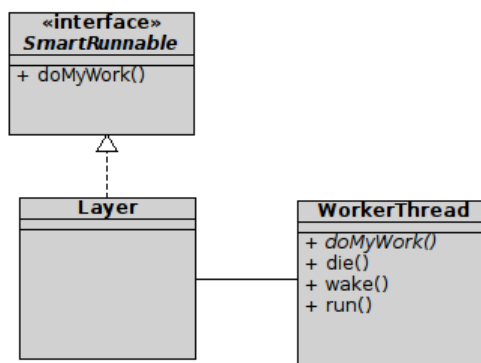 «interface»
SmartRunnable
+ doMyWork()
Layer
WorkerThread
+ doMyWork()
+ die()
+ wake()
+ run()